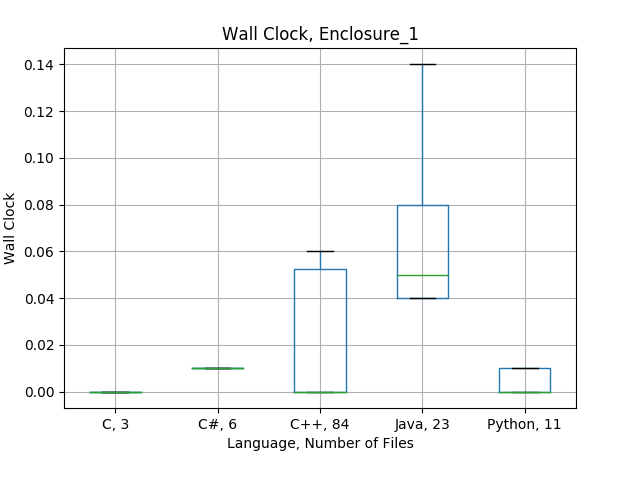 Wall Clock, Enclosure_1
Wall Clock
0.14
0.12
0.10
0.08
0.06
0.04
0.02
0.00
C, 3
C#, 6
C++, 84
Java, 23
Python, 11
Language, Number of Files